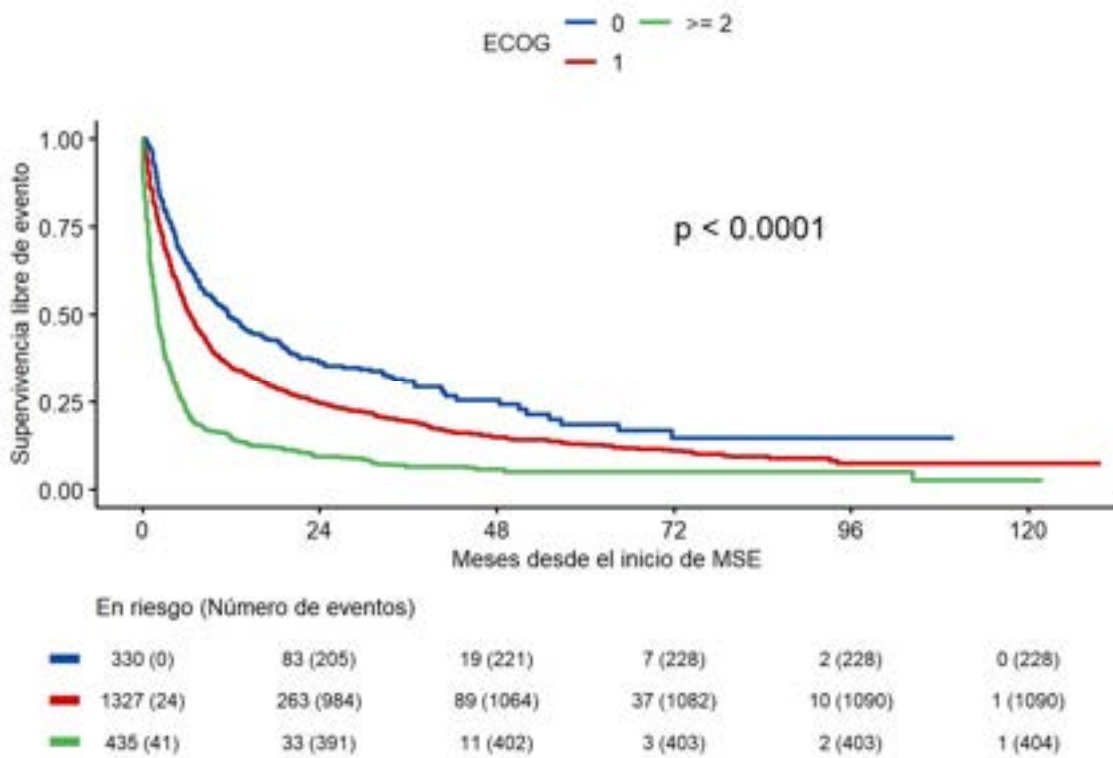 ECOG 0 >= 2
1
Supervivencia libre de evento
1.00
0.75
0.50
0.25
0.00
p < 0.0001
0 24 48 72 96 120
Meses desde el inicio de MSE
En riesgo (Número de eventos)
330 (0) 83 (205) 19 (221) 7 (228) 2 (228) 0 (228)
1327 (24) 263 (984) 89 (1064) 37 (1082) 10 (1090) 1 (1090)
435 (41) 33 (391) 11 (402) 3 (403) 2 (403) 1 (404)